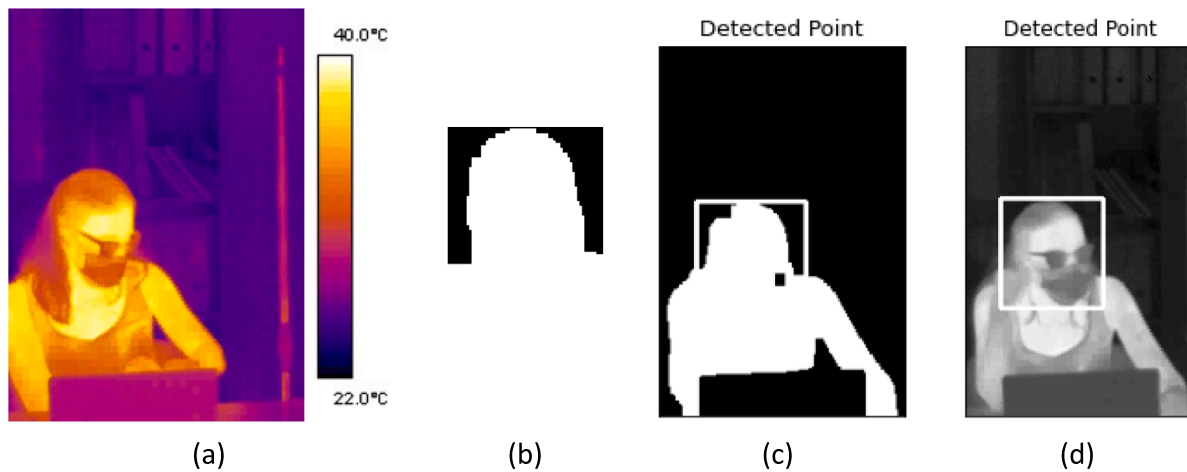 40.0°C
22.0°C
Detected Point
Detected Point
(a)
(b)
(c)
(d)